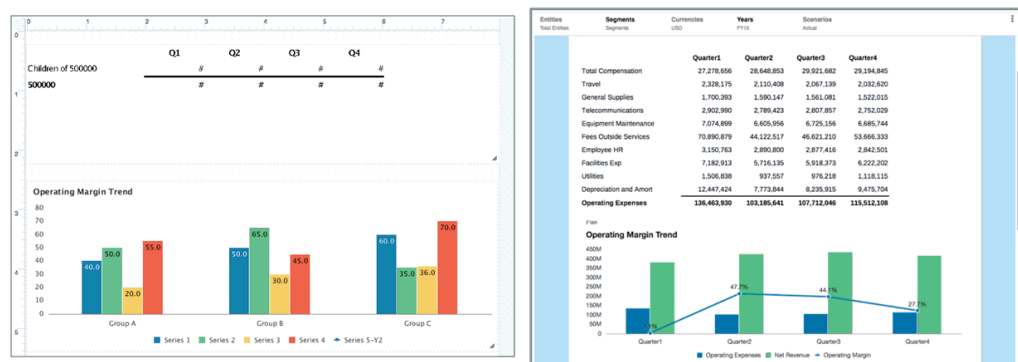 0 1 2 3 4 5 6 7
0
Q1 Q2 Q3 Q4
Children of 500000 # # # #
500000 # # # #
1
2
Operating Margin Trend
80
70
3
60
50
40
30
4
20
10
0
40.0 50.0 20.0 55.0
50.0 65.0 30.0 45.0
60.0 35.0 36.0 70.0
Group A Group B Group C
5
Series 1 Series 2 Series 3 Series 4 Series 5-Y2
Entities Segments Currencies Years Scenarios
Total Entities Segments USD FY19 Actual
Quarter1 Quarter2 Quarter3 Quarter4
Total Compensation 27,278,656 28,648,853 29,921,682 29,194,845
Travel 2,328,175 2,110,408 2,067,139 2,032,620
General Supplies 1,700,393 1,590,147 1,561,081 1,522,015
Telecommunications 2,902,990 2,789,423 2,807,857 2,752,029
Equipment Maintenance 7,074,899 6,605,956 6,725,156 6,685,744
Fees Outside Services 70,890,879 44,122,517 46,621,210 53,666,333
Employee HR 3,150,763 2,890,800 2,877,416 2,842,501
Facilities Exp 7,182,913 5,716,135 5,918,373 6,222,202
Utilities 1,506,838 937,557 976,218 1,118,115
Depreciation and Amort 12,447,424 7,773,844 8,235,915 9,475,704
Operating Expenses 136,463,930 103,185,641 107,712,046 115,512,108
Plan
Operating Margin Trend
450M
400M
350M
300M
250M
200M
150M
100M
50M
0
47.7% 44.1% 27.7%
Quarter1 Quarter2 Quarter3 Quarter4
Operating Expenses Net Revenue Operating Margin